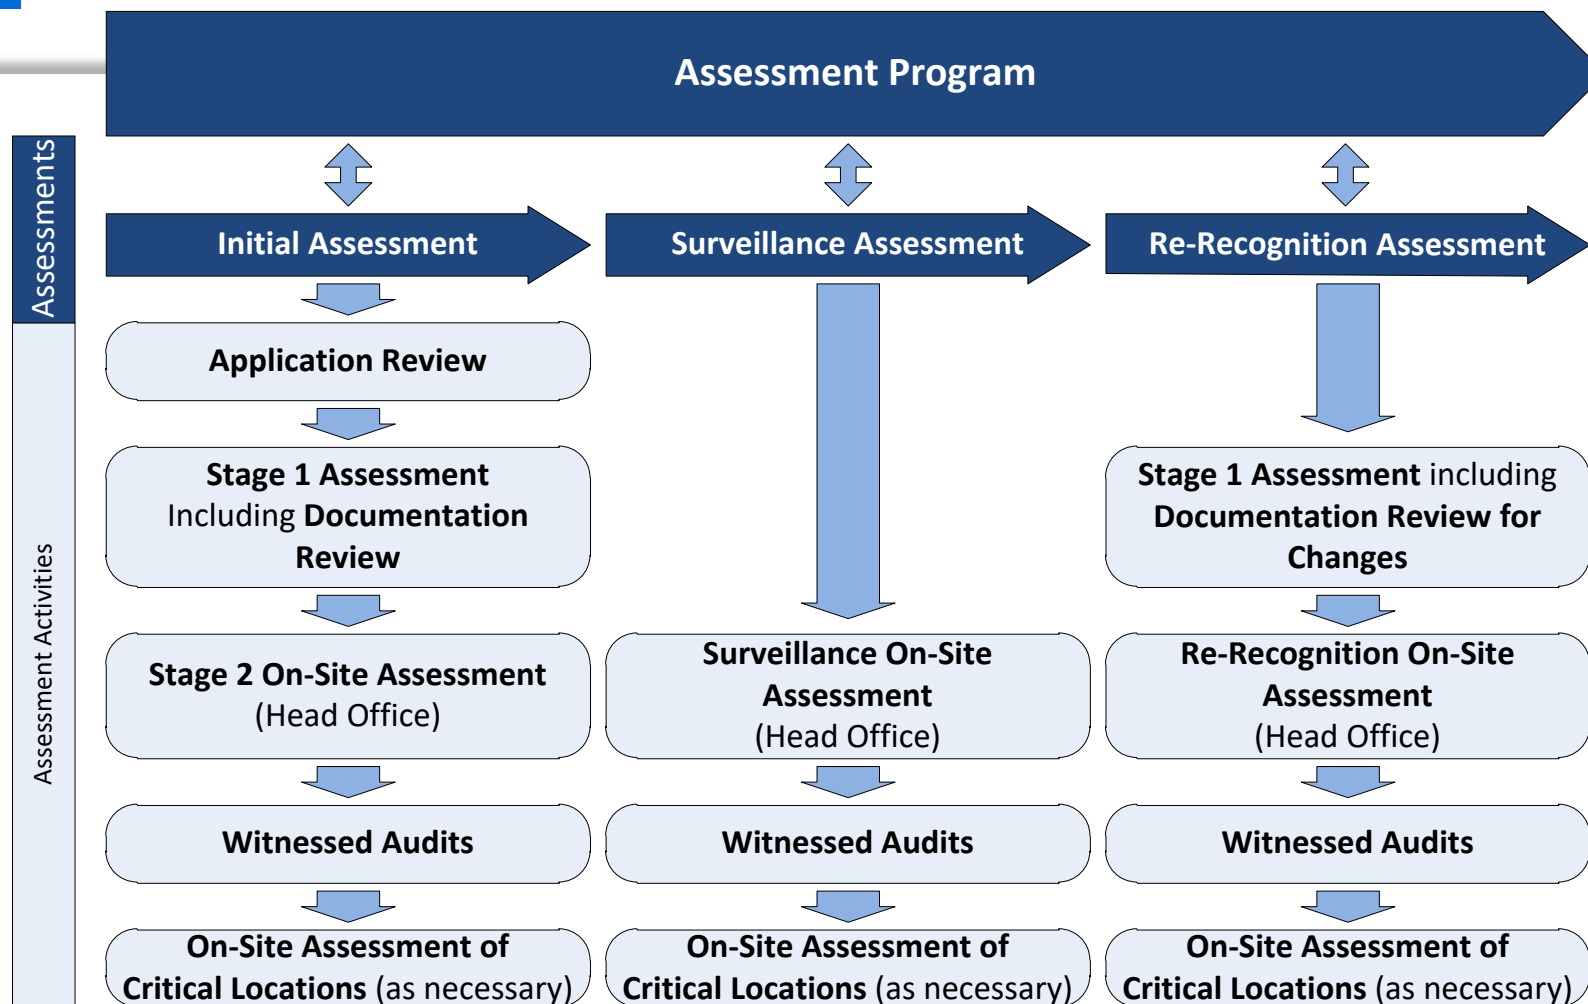 Assessment Program
Assessments
Initial Assessment
Surveillance Assessment
Re-Recognition Assessment
Assessment Activities
Application Review
Stage 1 Assessment
Including Documentation
Review
Stage 1 Assessment including
Documentation Review for
Changes
Stage 2 On-Site Assessment
(Head Office)
Surveillance On-Site
Assessment
(Head Office)
Re-Recognition On-Site
Assessment
(Head Office)
Witnessed Audits
Witnessed Audits
Witnessed Audits
On-Site Assessment of
Critical Locations (as necessary)
On-Site Assessment of
Critical Locations (as necessary)
On-Site Assessment of
Critical Locations (as necessary)